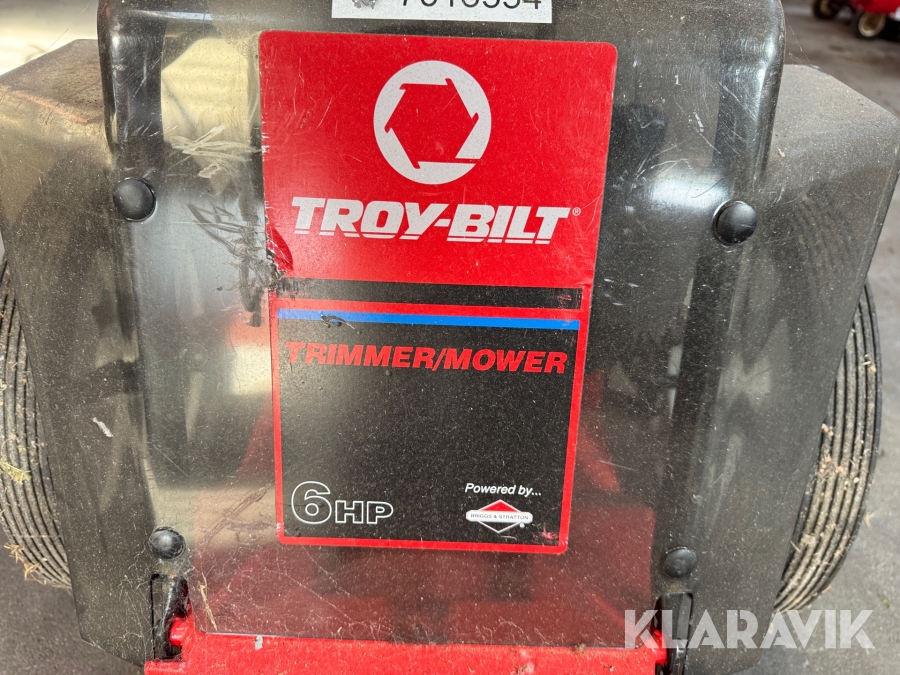 TROY-BILT®
TRIMMER/MOWER
6HP
Powered by...
BRIGGS & STRATTON
KLARAVIK